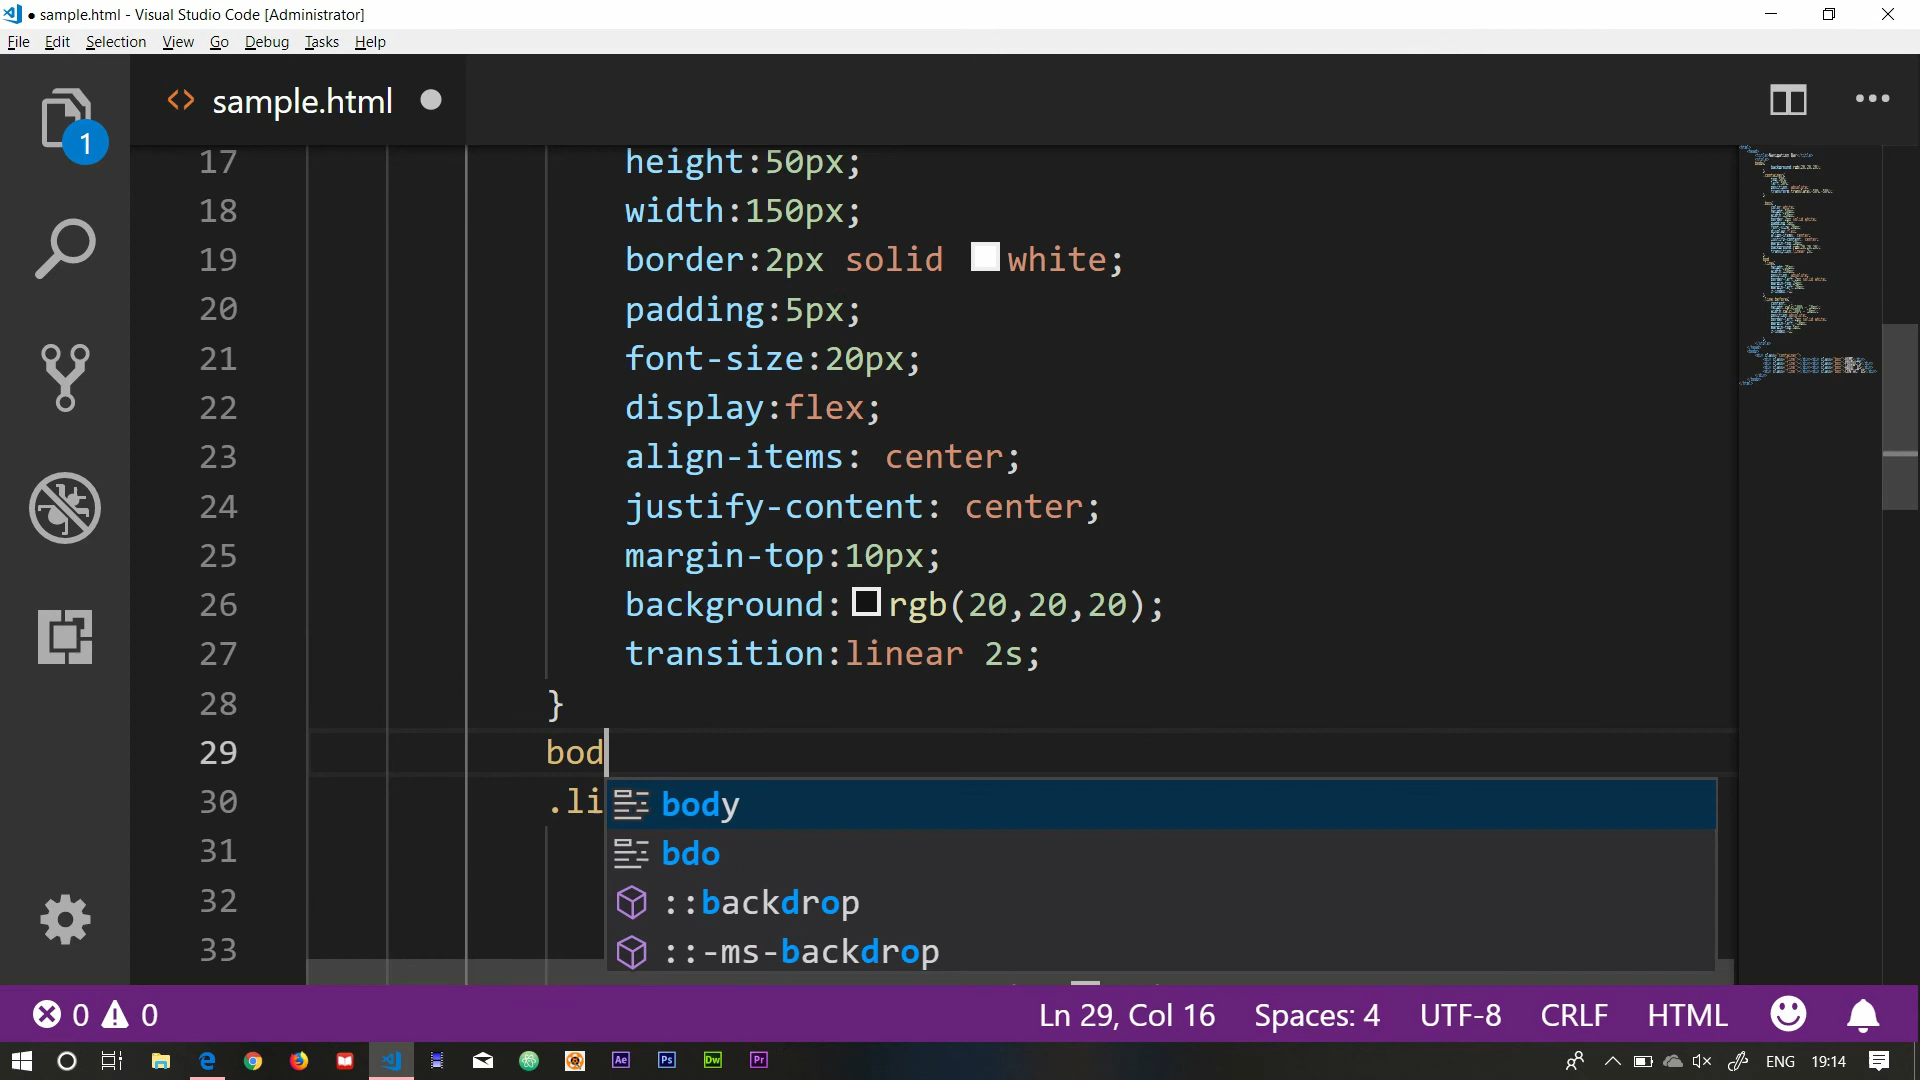 ● sample.html - Visual Studio Code [Administrator]
File Edit Selection View Go Debug Tasks Help
1
<> sample.html ●
17 height:50px;
18 width:150px;
19 border:2px solid white;
20 padding:5px;
21 font-size:20px;
22 display:flex;
23 align-items: center;
24 justify-content: center;
25 margin-top:10px;
26 background:rgb(20,20,20);
27 transition:linear 2s;
28 }
29 bod
30 .li
body
31
bdo
32
::backdrop
33
::-ms-backdrop
0 0 Ln 29, Col 16 Spaces: 4 UTF-8 CRLF HTML
Ae Ps Dw Pr ENG 19:14